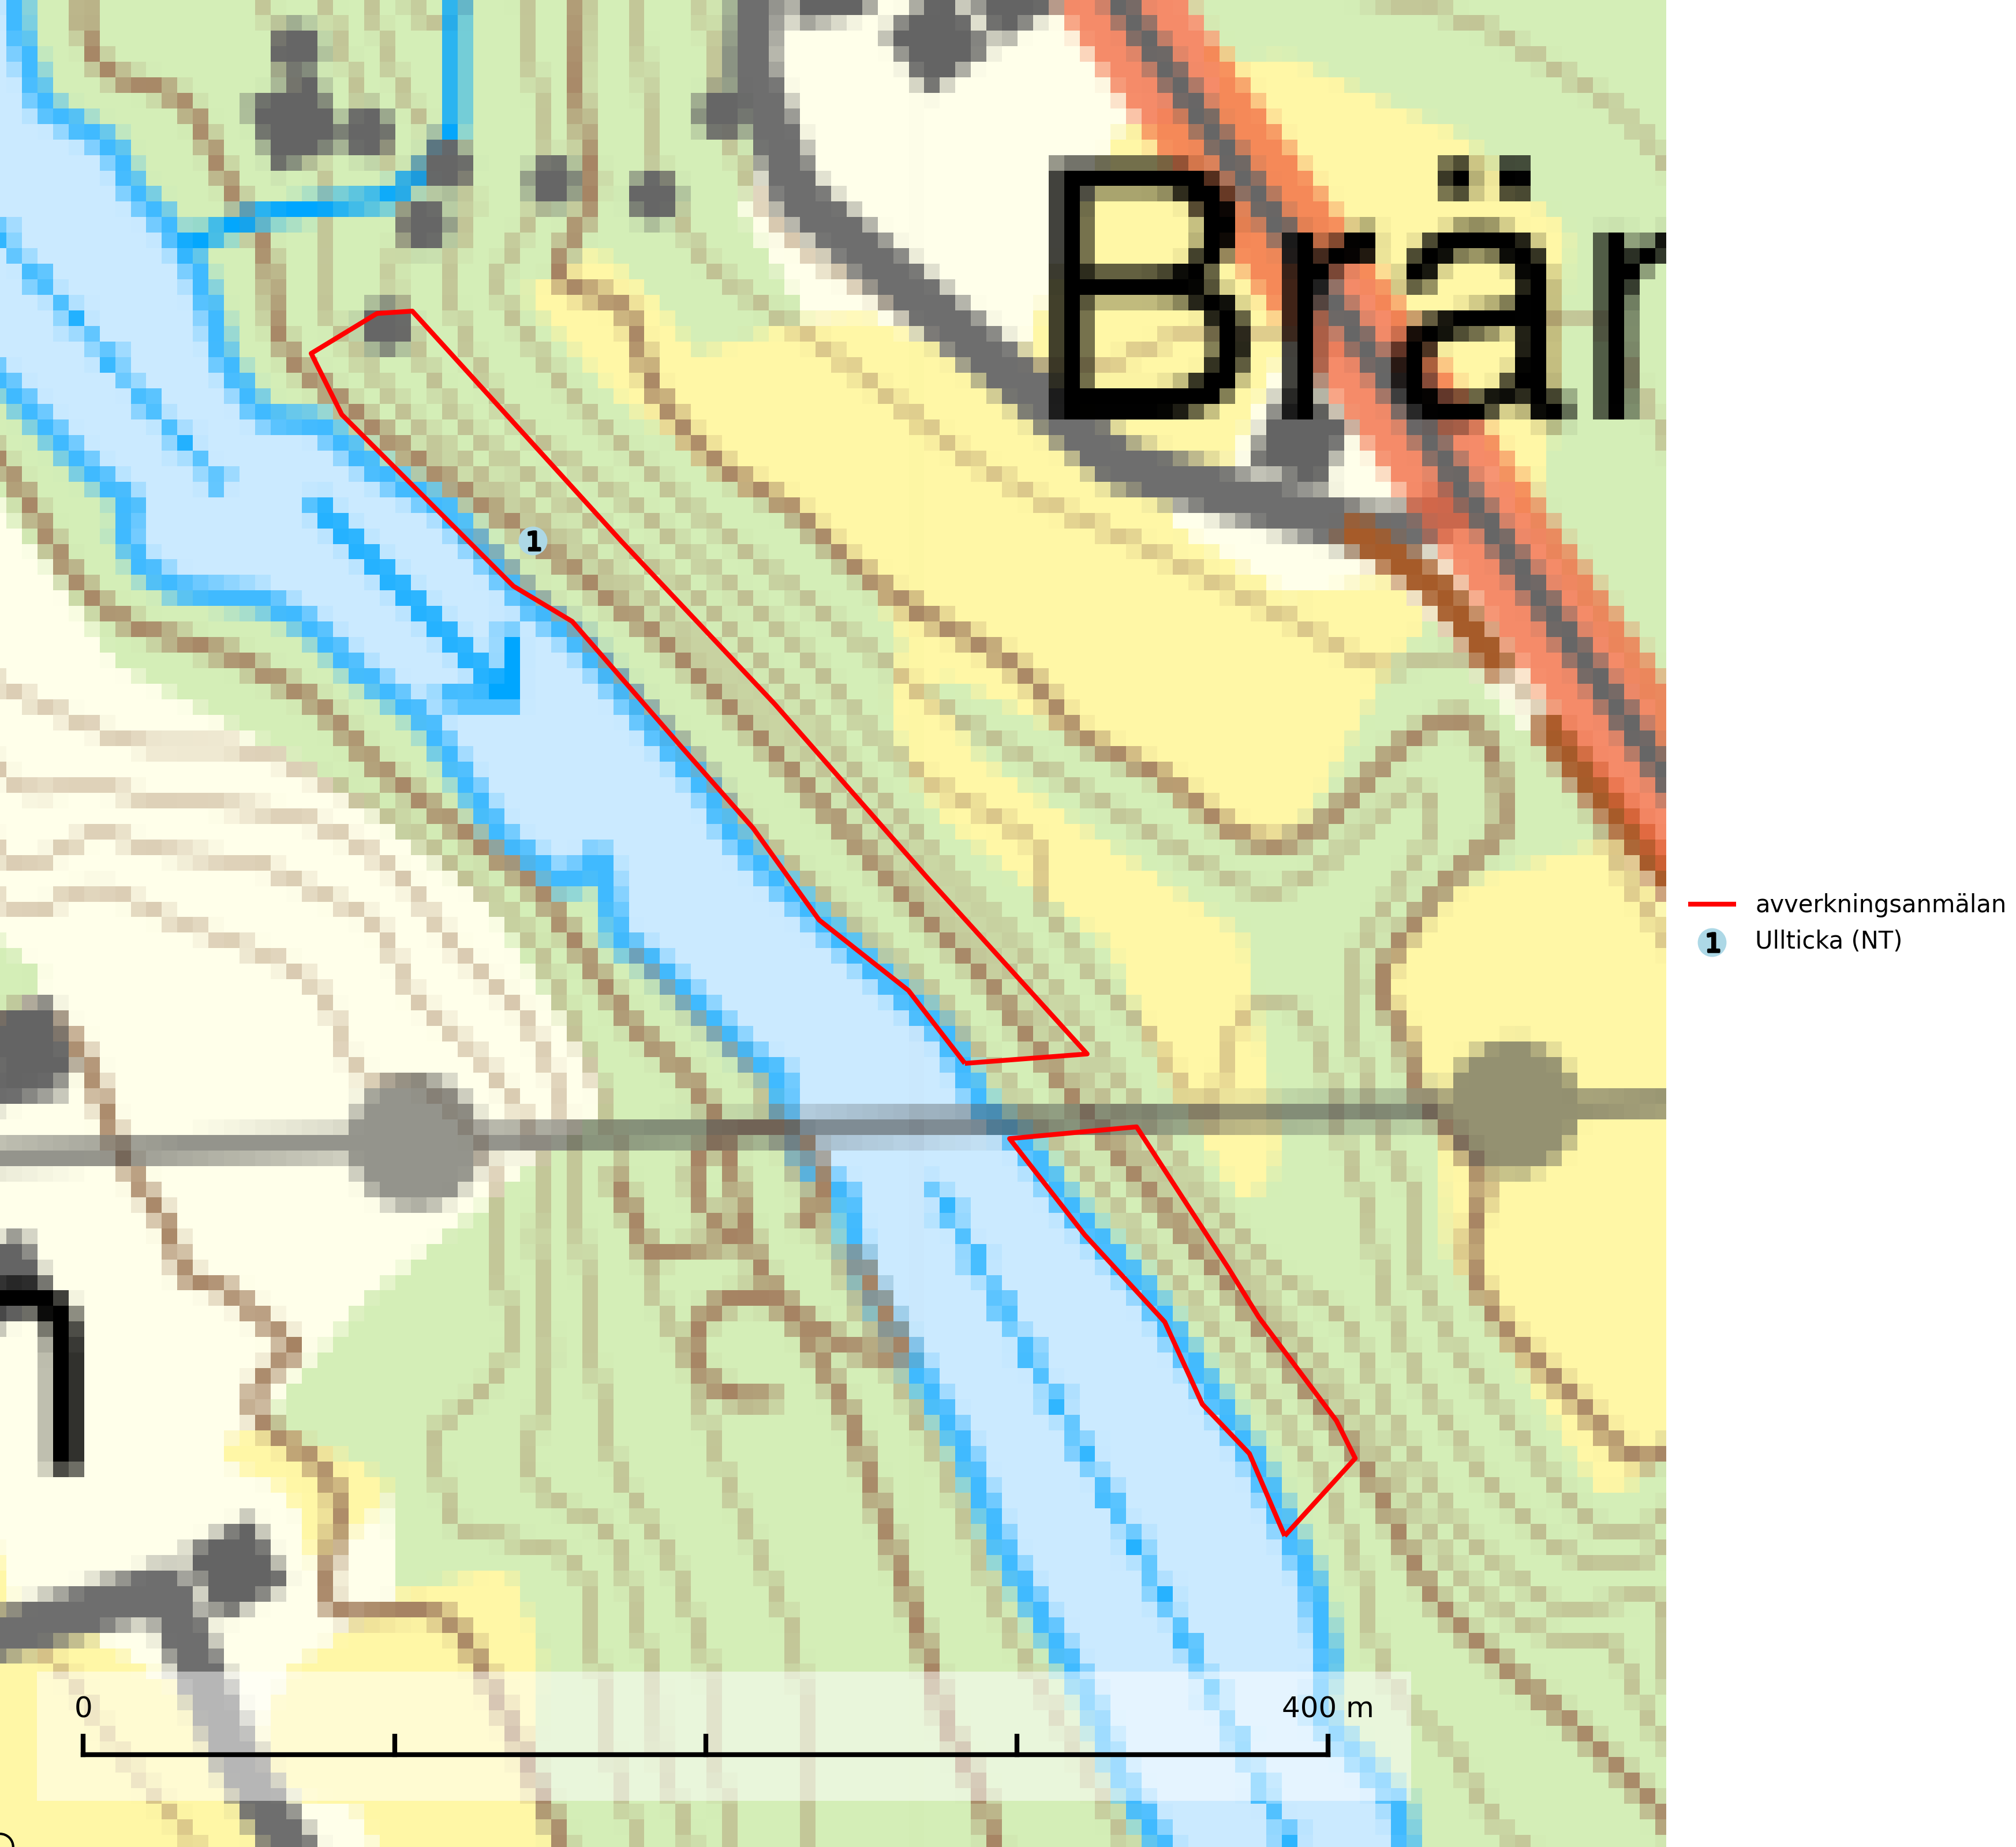 Brär
1
avverkningsanmälan
1 Ullticka (NT)
n
0 400 m